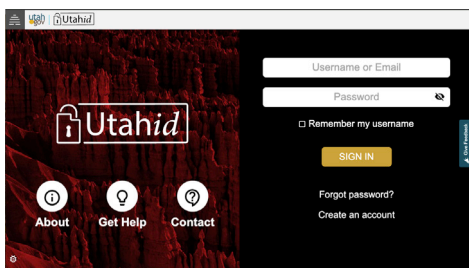 utah
gov
Utahid
Utahid
About
Get Help
Contact
Username or Email
Password
Remember my username
SIGN IN
Forgot password?
Create an account
Give Feedback